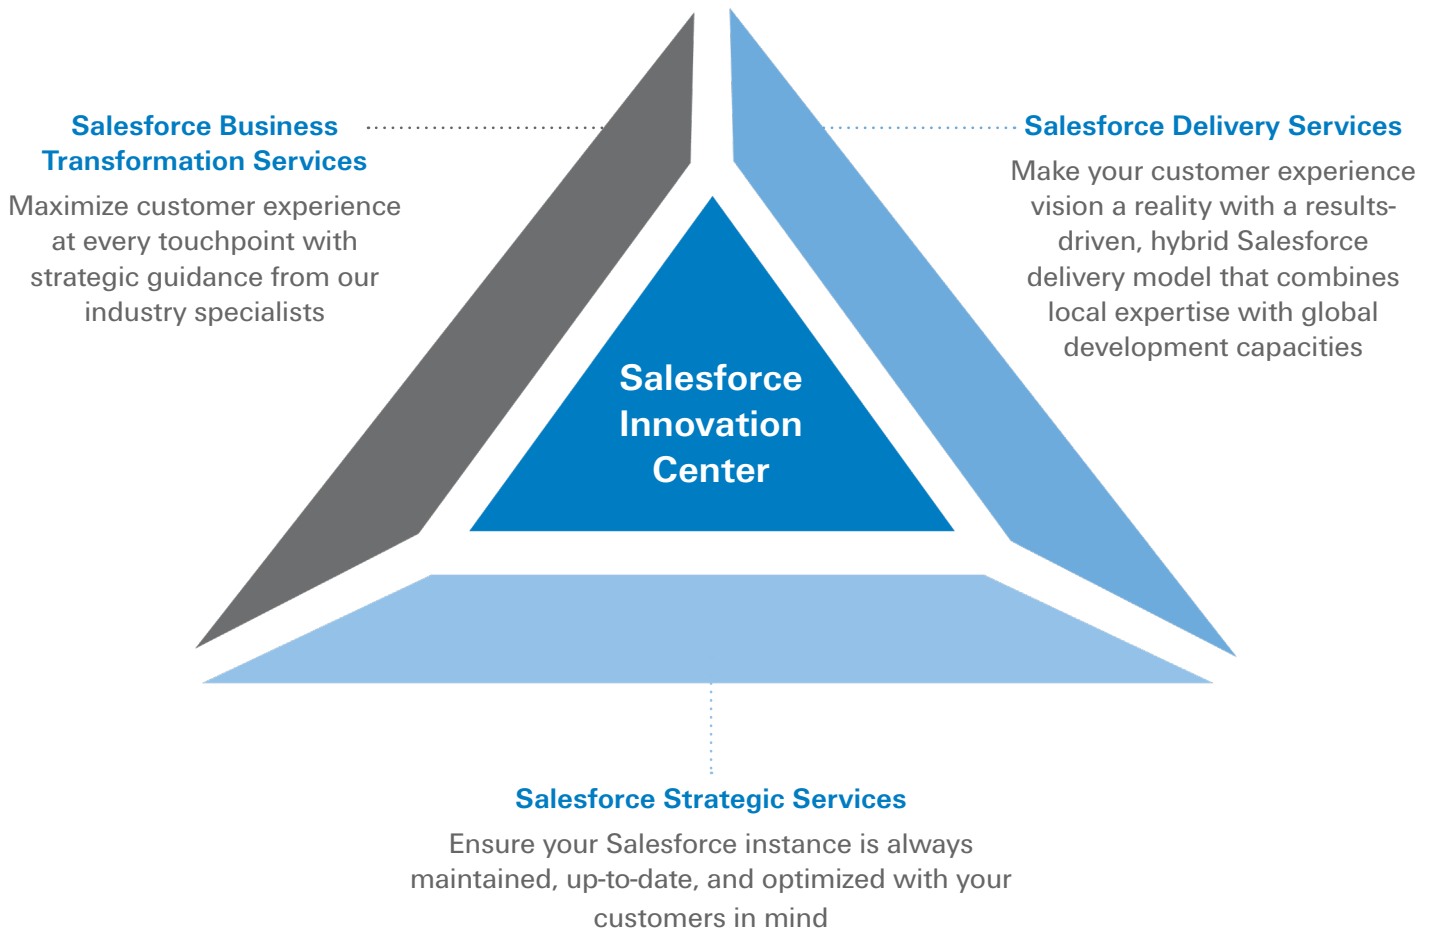 Salesforce Business
Transformation Services
Maximize customer experience
at every touchpoint with
strategic guidance from our
industry specialists
Salesforce Delivery Services
Make your customer experience
vision a reality with a results-
driven, hybrid Salesforce
delivery model that combines
local expertise with global
development capacities
Salesforce
Innovation
Center
Salesforce Strategic Services
Ensure your Salesforce instance is always
maintained, up-to-date, and optimized with your
customers in mind